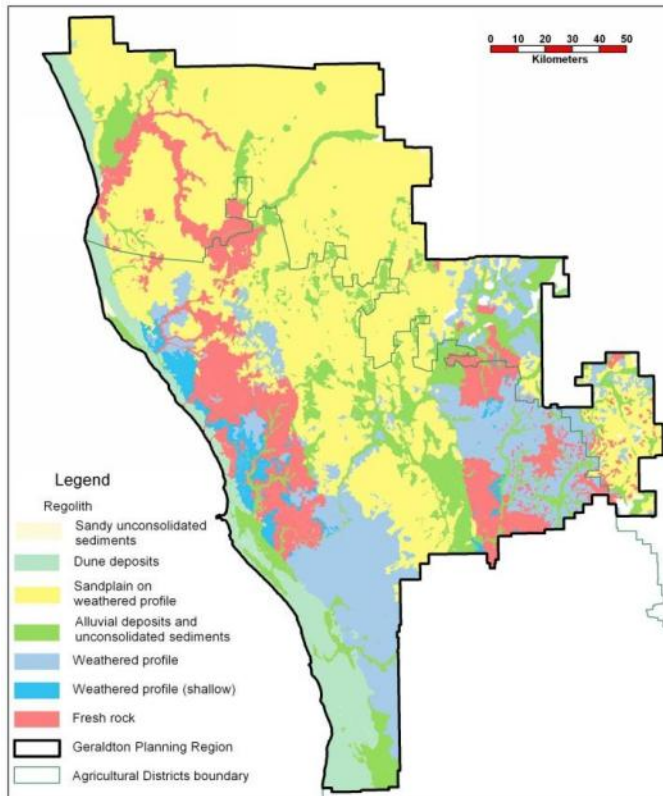 0 10 20 30 40 50
Kilometers
Legend
Regolith
Sandy unconsolidated
sediments
Dune deposits
Sandplain on
weathered profile
Alluvial deposits and
unconsolidated sediments
Weathered profile
Weathered profile (shallow)
Fresh rock
Geraldton Planning Region
Agricultural Districts boundary